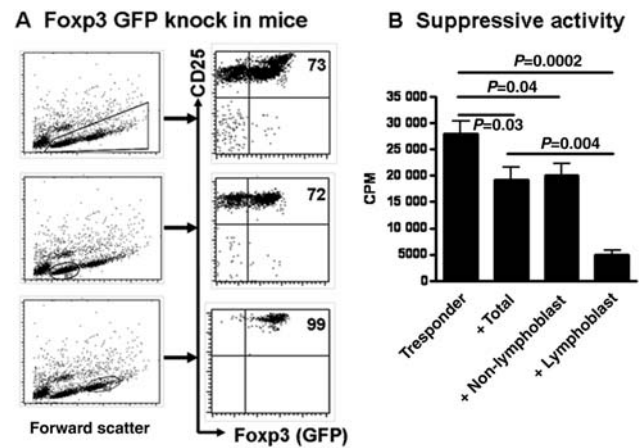 A Foxp3 GFP knock in mice
CD25
73
72
99
Forward scatter
Foxp3 (GFP)
B Suppressive activity
P=0.0002
P=0.04
P=0.03
P=0.004
35 000
30 000
25 000
20 000
15 000
10 000
5000
0
CPM
Tresponder
+ Total
+ Non-lymphoblast
+ Lymphoblast